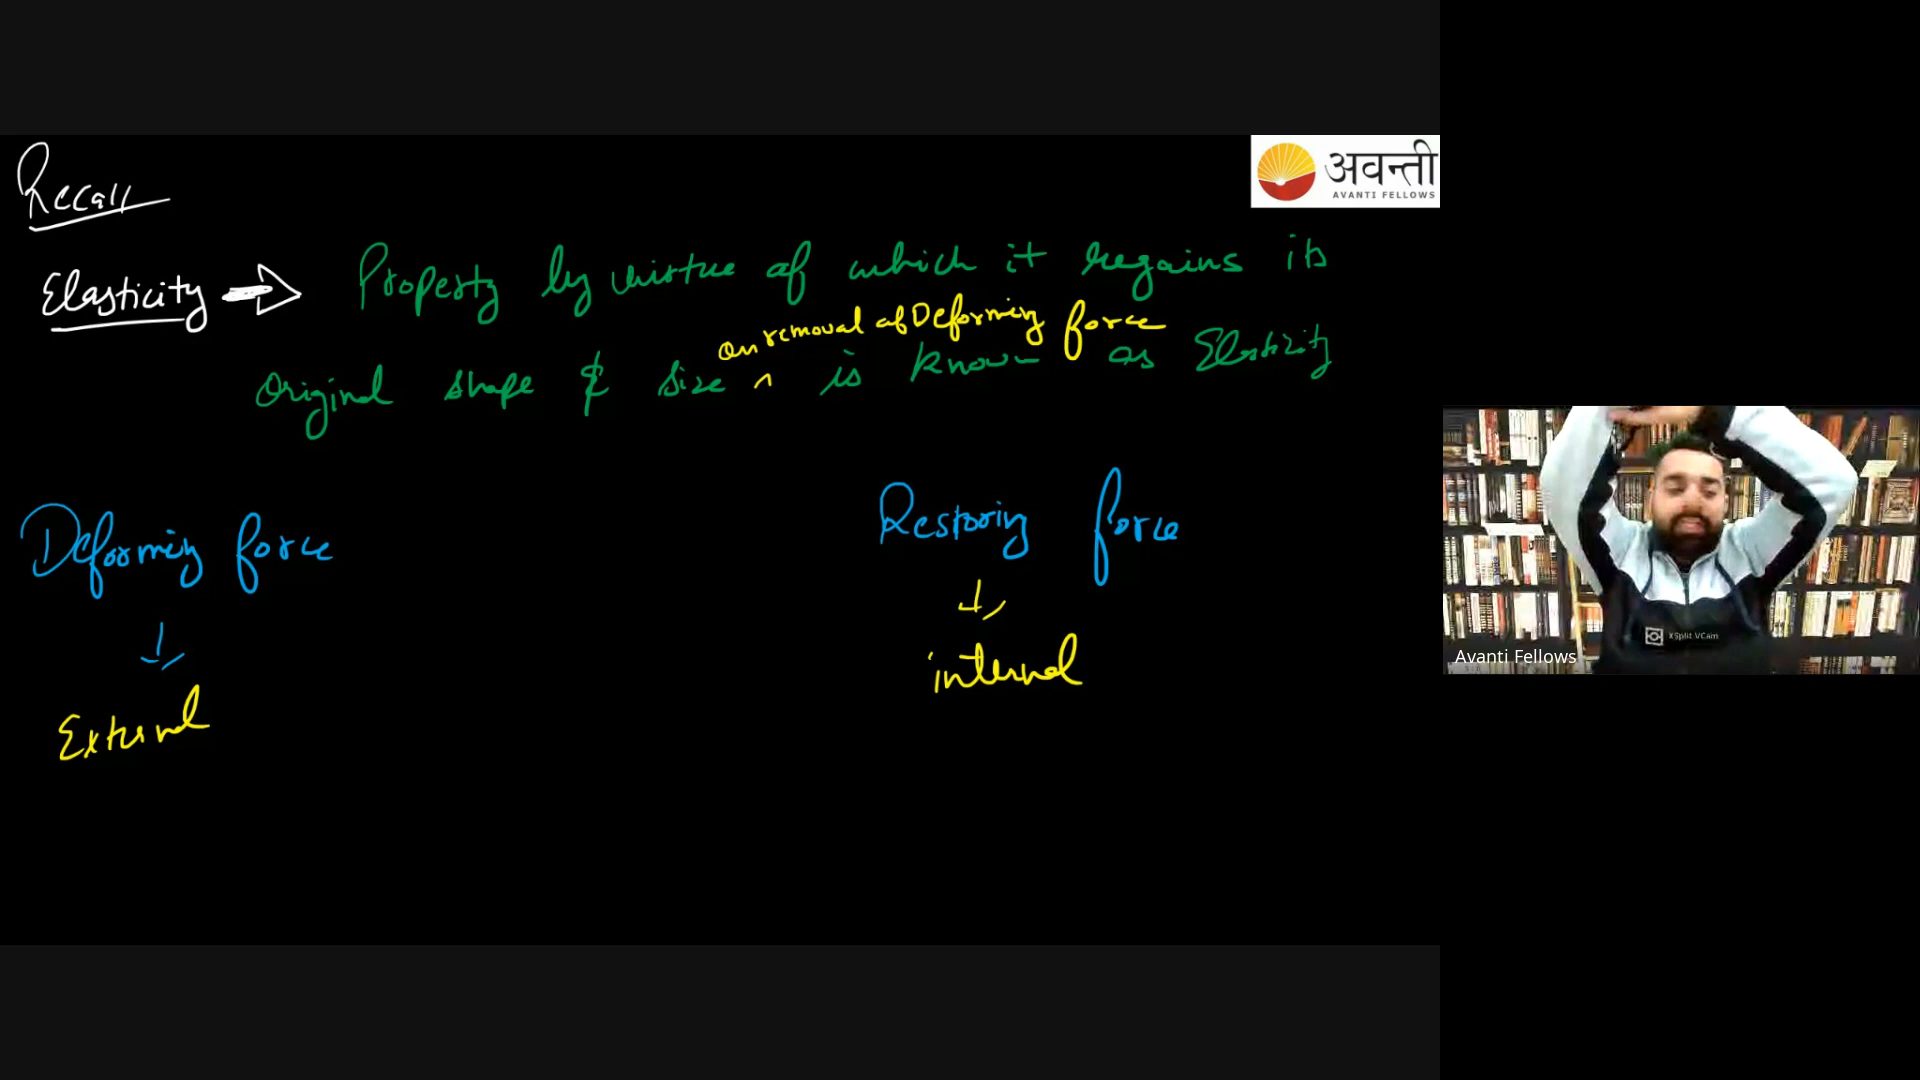 Recall
अवन्ती
AVANTI FELLOWS
Elasticity → Property by virtue of which it regains its
on removal of Deforming force
original shape & size ^ is known as Elasticity
Deforming force
Restoring force
↓
↓
External
internal
XSplit VCam
Avanti Fellows